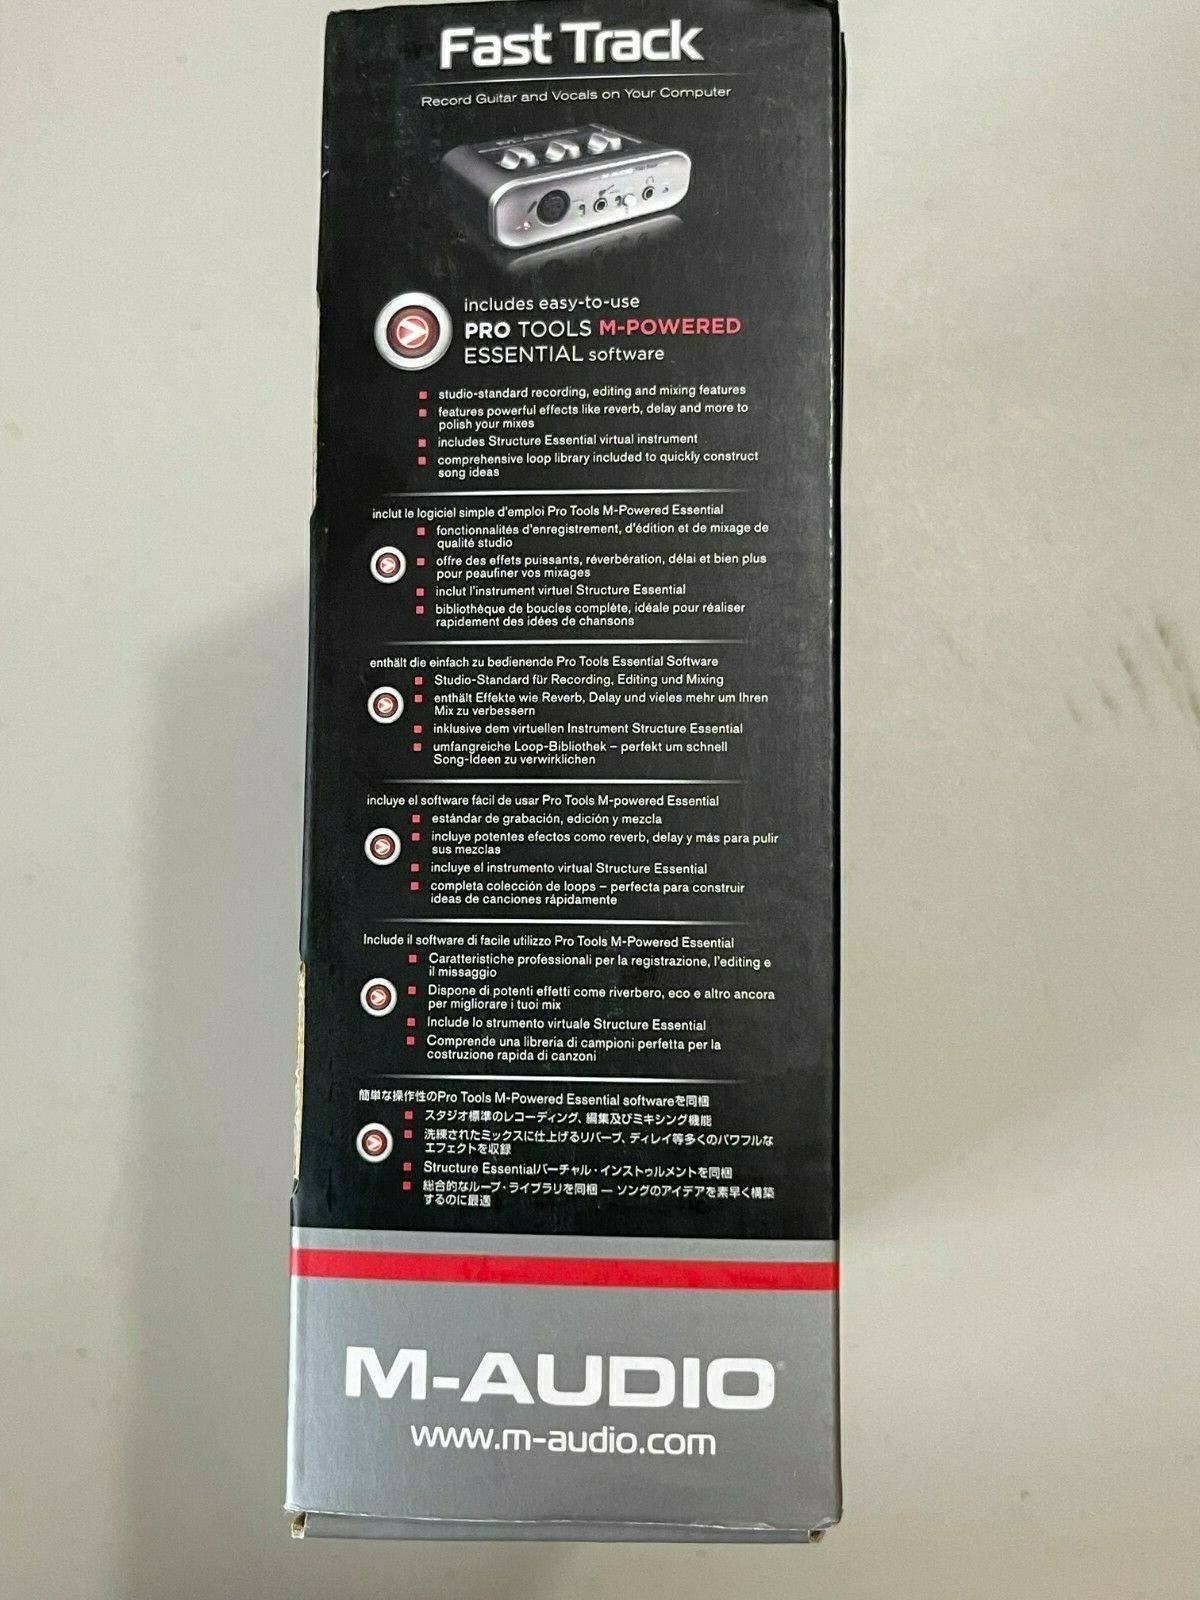 Fast Track
Record Guitar and Vocals on Your Computer
M-AUDIO
M-AUDIO
includes easy-to-use
PRO TOOLS M-POWERED
ESSENTIAL software
studio-standard recording, editing and mixing features
features powerful effects like reverb, delay and more to
polish your mixes
includes Structure Essential virtual instrument
comprehensive loop library included to quickly construct
song ideas
inclut le logiciel simple d'emploi Pro Tools M-Powered Essential
fonctionnalités d'enregistrement, d'édition et de mixage de
qualité studio
offre des effets puissants, réverbération, délai et bien plus
pour peaufiner vos mixages
inclut l'instrument virtuel Structure Essential
bibliothèque de boucles complète, idéale pour réaliser
rapidement des idées de chansons
enthält die einfach zu bedienende Pro Tools Essential Software
Studio-Standard für Recording, Editing und Mixing
enthält Effekte wie Reverb, Delay und vieles mehr um Ihren
Mix zu verbessern
inklusive dem virtuellen Instrument Structure Essential
umfangreiche Loop-Bibliothek – perfekt um schnell
Song-Ideen zu verwirklichen
incluye el software fácil de usar Pro Tools M-powered Essential
estándar de grabación, edición y mezcla
incluye potentes efectos como reverb, delay y más para pulir
sus mezclas
incluye el instrumento virtual Structure Essential
completa colección de loops – perfecta para construir
ideas de canciones rápidamente
Include il software di facile utilizzo Pro Tools M-Powered Essential
Caratteristiche professionali per la registrazione, l'editing e
il missaggio
Dispone di potenti effetti come riverbero, eco e altro ancora
per migliorare i tuoi mix
Include lo strumento virtuale Structure Essential
Comprende una libreria di campioni perfetta per la
costruzione rapida di canzoni
簡単な操作性のPro Tools M-Powered Essential softwareを同梱
スタジオ標準のレコーディング、編集及びミキシング機能
洗練されたミックスに仕上げるリバーブ、ディレイ等多くのパワフルな
エフェクトを収録
Structure Essentialバーチャル・インストゥルメントを同梱
総合的なループ・ライブラリを同梱 — ソングのアイデアを素早く構築
するのに最適
M-AUDIO
www.m-audio.com